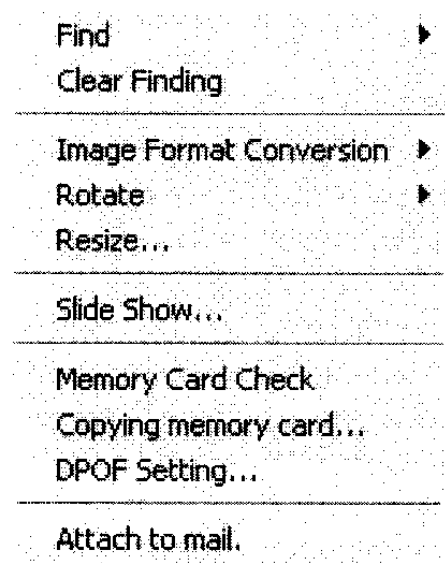 Find
Clear Finding
Image Format Conversion
Rotate
Resize...
Slide Show...
Memory Card Check
Copying memory card...
DPOF Setting...
Attach to mail.